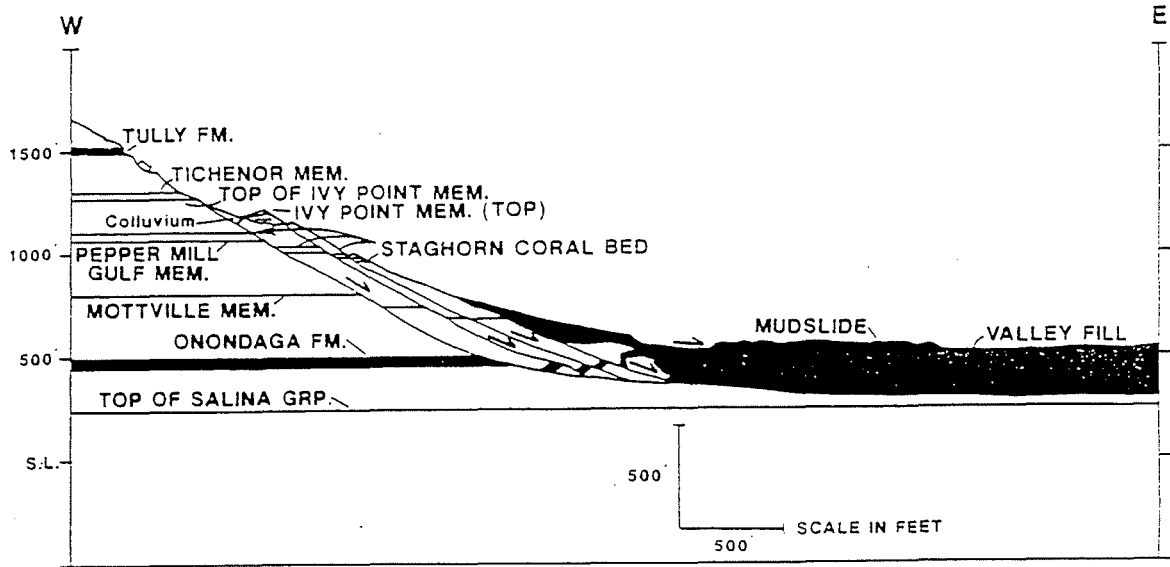 W
E
TULLY FM.
1500'
TICHENOR MEM.
TOP OF IVY POINT MEM.
IVY POINT MEM. (TOP)
Colluvium
STAGHORN CORAL BED
1000'
PEPPER MILL
GULF MEM.
MOTTVILLE MEM.
MUDSLIDE
VALLEY FILL
ONONDAGA FM.
500'
TOP OF SALINA GRP.
S.L.
500'
SCALE IN FEET
500'